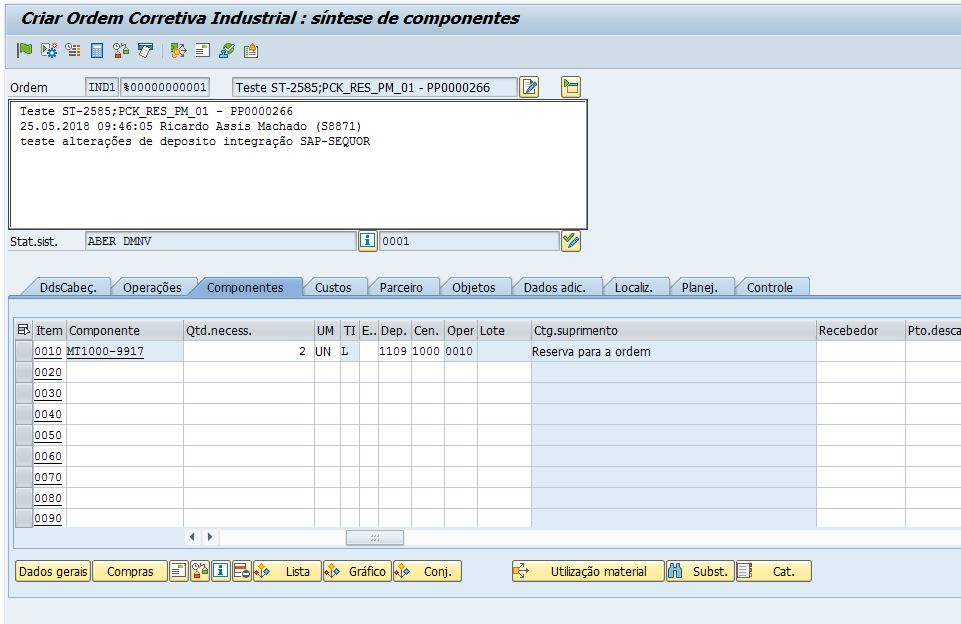 Criar Ordem Corretiva Industrial : síntese de componentes
Ordem IND1 %00000000001 Teste ST-2585;PCK_RES_PM_01 - PP0000266
Teste ST-2585;PCK_RES_PM_01 - PP0000266
25.05.2018 09:46:05 Ricardo Assis Machado (S8871)
teste alterações de deposito integração SAP-SEQUOR
Stat.sist. ABER DMNV 0001
DdsCabeç. Operações Componentes Custos Parceiro Objetos Dados adic. Localiz. Planej. Controle
Item Componente Qtd.necess. UM TI E.. Dep. Cen. Oper Lote Ctg.suprimento Recebedor Pto.desca
0010 MT1000-9917 2 UN L 1109 1000 0010 Reserva para a ordem
0020
0030
0040
0050
0060
0070
0080
0090
Dados gerais Compras Lista Gráfico Conj. Utilização material Subst. Cat.